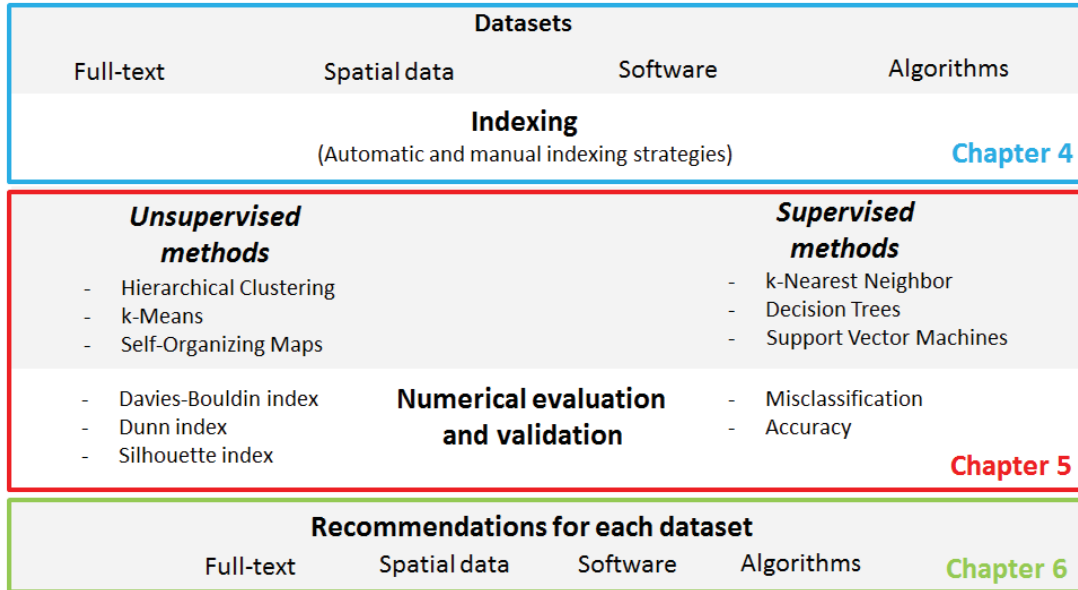 Datasets
Full-text Spatial data Software Algorithms
Indexing
(Automatic and manual indexing strategies)
Chapter 4
Unsupervised
methods
- Hierarchical Clustering
- k-Means
- Self-Organizing Maps
Supervised
methods
- k-Nearest Neighbor
- Decision Trees
- Support Vector Machines
- Davies-Bouldin index
- Dunn index
- Silhouette index
Numerical evaluation
and validation
- Misclassification
- Accuracy
Chapter 5
Recommendations for each dataset
Full-text Spatial data Software Algorithms
Chapter 6